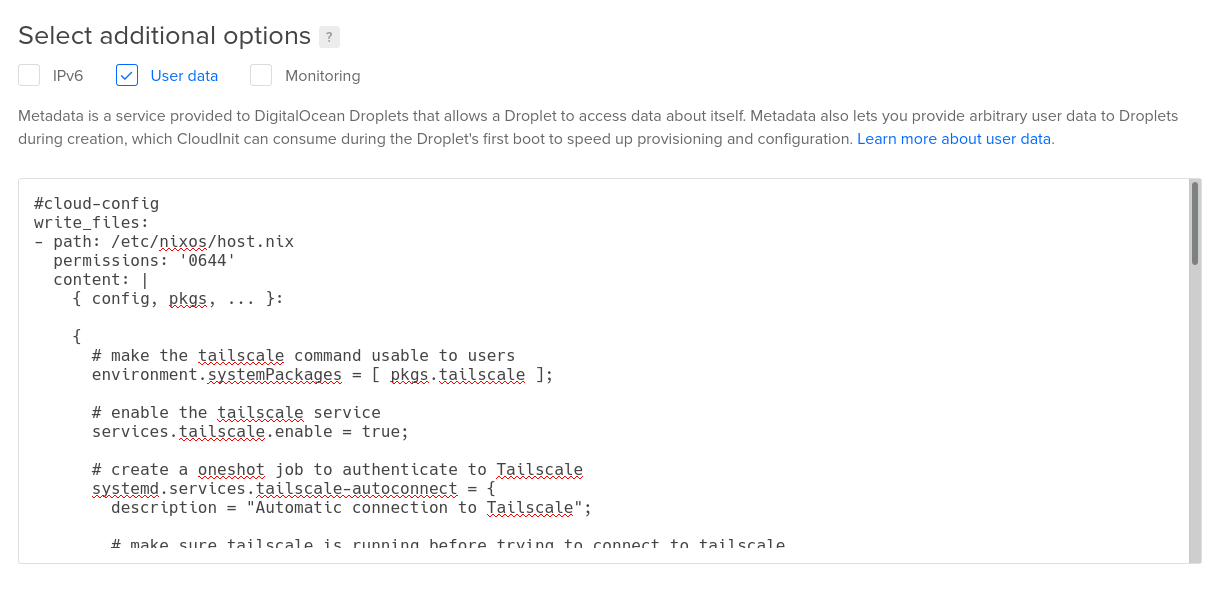 Select additional options ?
IPv6 User data Monitoring
Metadata is a service provided to DigitalOcean Droplets that allows a Droplet to access data about itself. Metadata also lets you provide arbitrary user data to Droplets
during creation, which CloudInit can consume during the Droplet's first boot to speed up provisioning and configuration. Learn more about user data.
#cloud-config
write_files:
- path: /etc/nixos/host.nix
  permissions: '0644'
  content: |
    { config, pkgs, ... }:
    {
      # make the tailscale command usable to users
      environment.systemPackages = [ pkgs.tailscale ];
      # enable the tailscale service
      services.tailscale.enable = true;
      # create a oneshot job to authenticate to Tailscale
      systemd.services.tailscale-autoconnect = {
        description = "Automatic connection to Tailscale";
        # make sure tailscale is running before trying to connect to tailscale